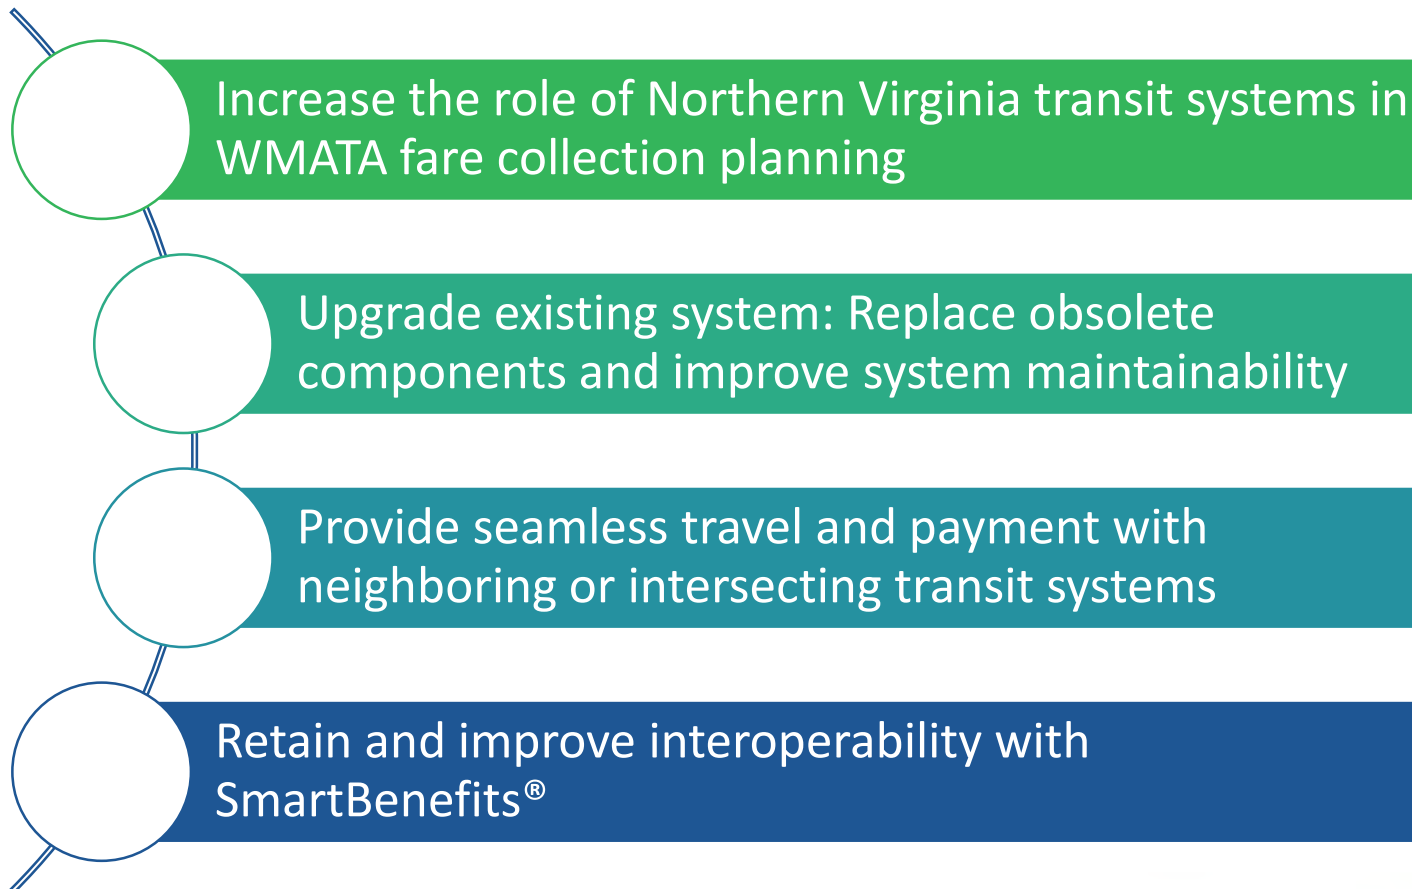 Increase the role of Northern Virginia transit systems in
WMATA fare collection planning
Upgrade existing system: Replace obsolete
components and improve system maintainability
Provide seamless travel and payment with
neighboring or intersecting transit systems
Retain and improve interoperability with
SmartBenefits®